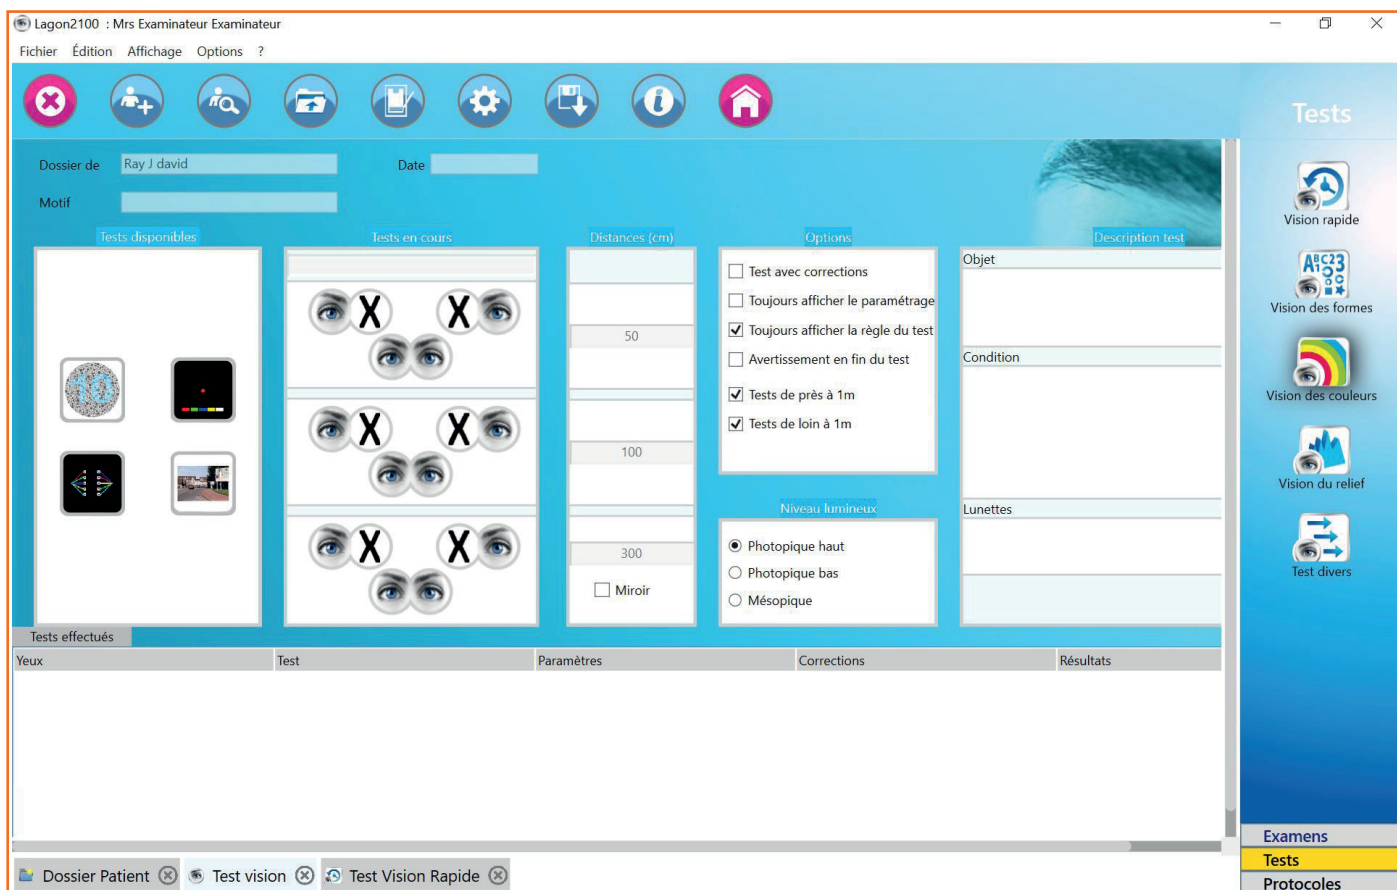 Lagon2100 : Mrs Examinateur Examinateur
Fichier Édition Affichage Options ?
Tests
Dossier de Ray J david Date
Motif
Tests disponibles Tests en cours Distances (cm) Options Description test
10
X X
X X
X X
50
100
300
Miroir
Test avec corrections
Toujours afficher le paramétrage
Toujours afficher la règle du test
Avertissement en fin du test
Tests de près à 1m
Tests de loin à 1m
Niveau lumineux
Photopique haut
Photopique bas
Mésopique
Objet
Condition
Lunettes
Vision rapide
ABC23
Vision des formes
Vision des couleurs
Vision du relief
Test divers
Tests effectués
Yeux Test Paramètres Corrections Résultats
Examens
Tests
Protocoles
Dossier Patient Test vision Test Vision Rapide